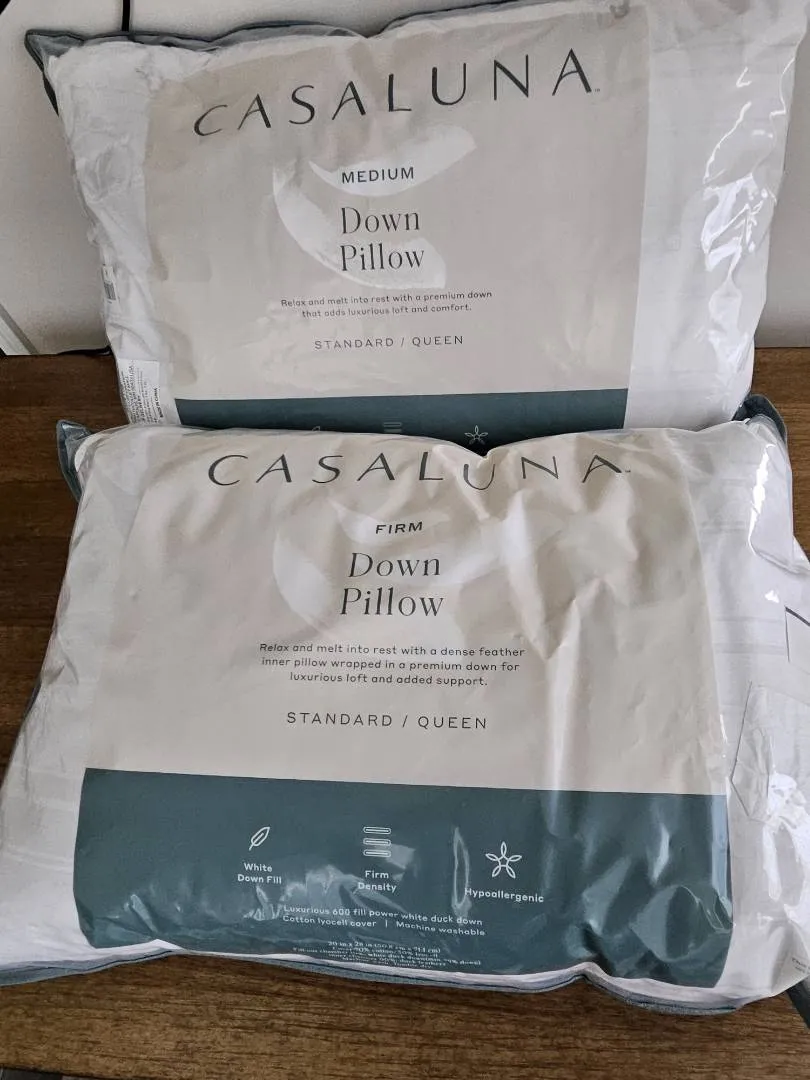 CASALUNA
MEDIUM
Down
Pillow
Relax and melt into rest with a premium down
that adds luxurious loft and comfort.
STANDARD / QUEEN
CASALUNA
FIRM
Down
Pillow
Relax and melt into rest with a dense feather
inner pillow wrapped in a premium down for
luxurious loft and added support.
STANDARD / QUEEN
White
Down Fill
Firm
Density
Hypoallergenic
Luxurious 600 fill power white duck down
Cotton lyocell cover | Machine washable